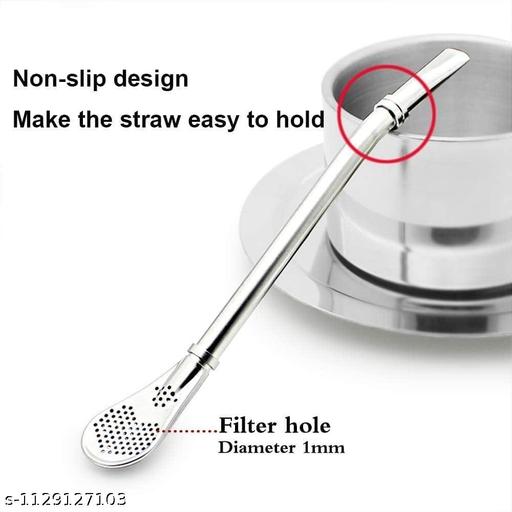 Non-slip design
Make the straw easy to hold
Filter hole
Diameter 1mm
s-1129127103